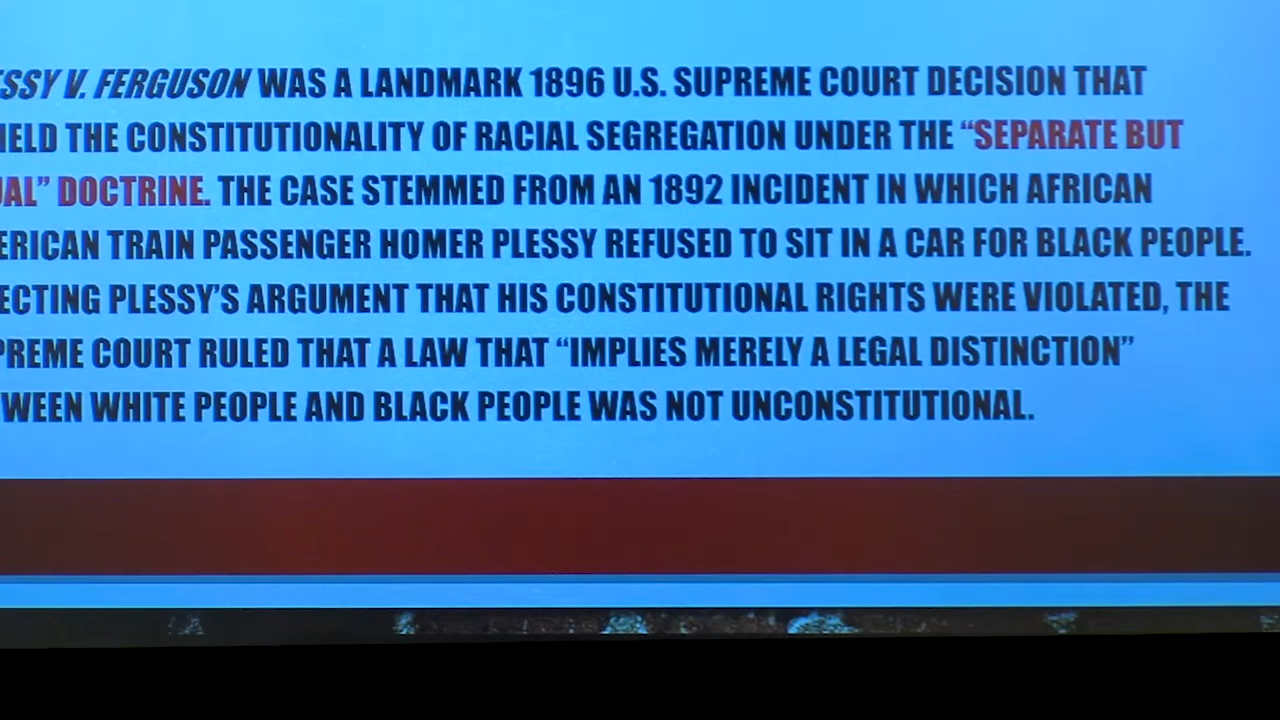 SSY V. FERGUSON WAS A LANDMARK 1896 U.S. SUPREME COURT DECISION THAT
ELD THE CONSTITUTIONALITY OF RACIAL SEGREGATION UNDER THE “SEPARATE BUT
AL” DOCTRINE. THE CASE STEMMED FROM AN 1892 INCIDENT IN WHICH AFRICAN
ERICAN TRAIN PASSENGER HOMER PLESSY REFUSED TO SIT IN A CAR FOR BLACK PEOPLE.
ECTING PLESSY’S ARGUMENT THAT HIS CONSTITUTIONAL RIGHTS WERE VIOLATED, THE
PREME COURT RULED THAT A LAW THAT “IMPLIES MERELY A LEGAL DISTINCTION”
WEEN WHITE PEOPLE AND BLACK PEOPLE WAS NOT UNCONSTITUTIONAL.